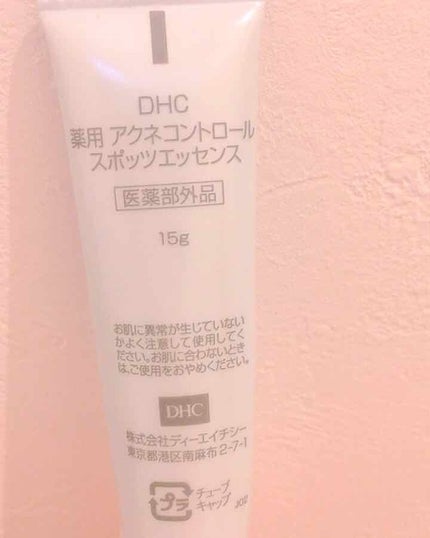 DHC
薬用 アクネコントロール
スポッツエッセンス
医薬部外品
15g
お肌に異常が生じていない
かよく注意して使用してく
ださい。お肌に合わないとき
は、ご使用をおやめください。
DHC
株式会社ディーエイチシー
東京都港区南麻布2-7-1
プラ
チューブ
キャップ